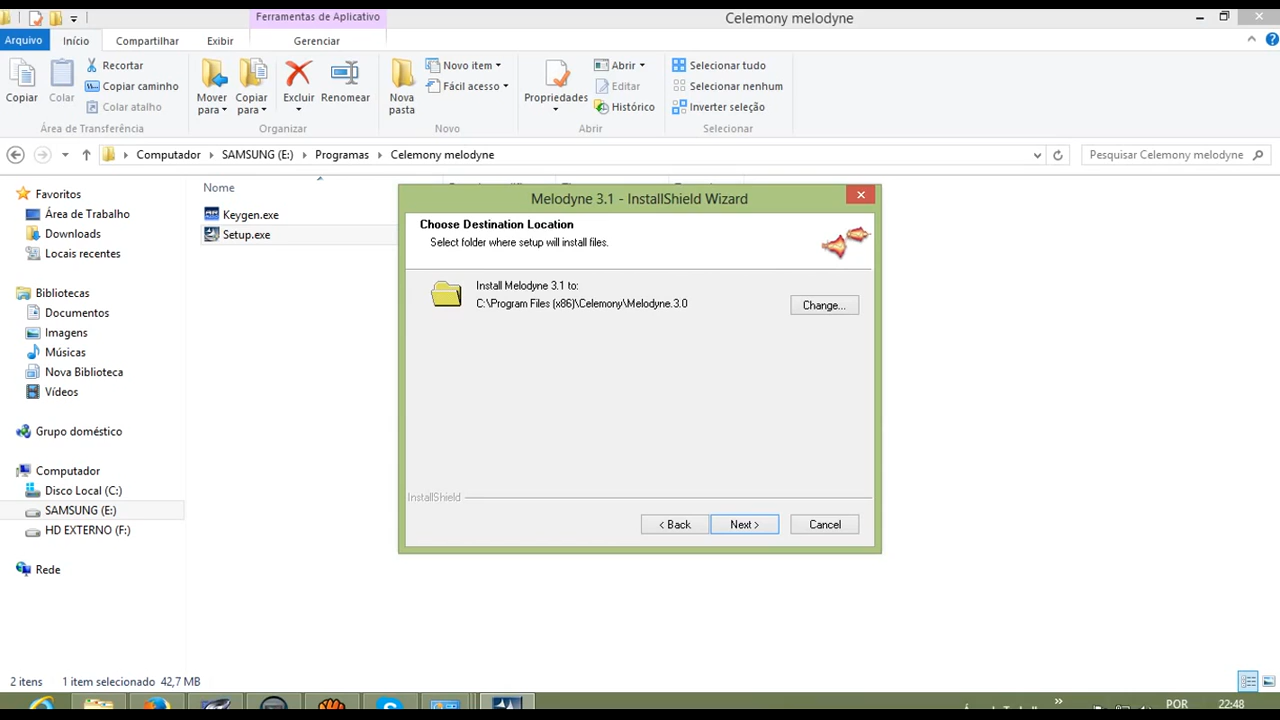 Ferramentas de Aplicativo
Celemony melodyne
Arquivo
Início
Compartilhar
Exibir
Gerenciar
Copiar
Colar
Recortar
Copiar caminho
Colar atalho
Área de Transferência
Mover para
Copiar para
Excluir
Renomear
Organizar
Nova pasta
Novo item
Fácil acesso
Novo
Propriedades
Abrir
Editar
Histórico
Abrir
Selecionar tudo
Selecionar nenhum
Inverter seleção
Selecionar
Computador
SAMSUNG (E:)
Programas
Celemony melodyne
Pesquisar Celemony melodyne
Favoritos
Área de Trabalho
Downloads
Locais recentes
Bibliotecas
Documentos
Imagens
Músicas
Nova Biblioteca
Vídeos
Grupo doméstico
Computador
Disco Local (C:)
SAMSUNG (E:)
HD EXTERNO (F:)
Rede
Nome
Keygen.exe
Setup.exe
Melodyne 3.1 - InstallShield Wizard
Choose Destination Location
Select folder where setup will install files.
Install Melodyne 3.1 to:
C:\Program Files (x86)\Celemony\Melodyne.3.0
Change...
InstallShield
< Back
Next >
Cancel
2 itens
1 item selecionado 42,7 MB
POR
22:48